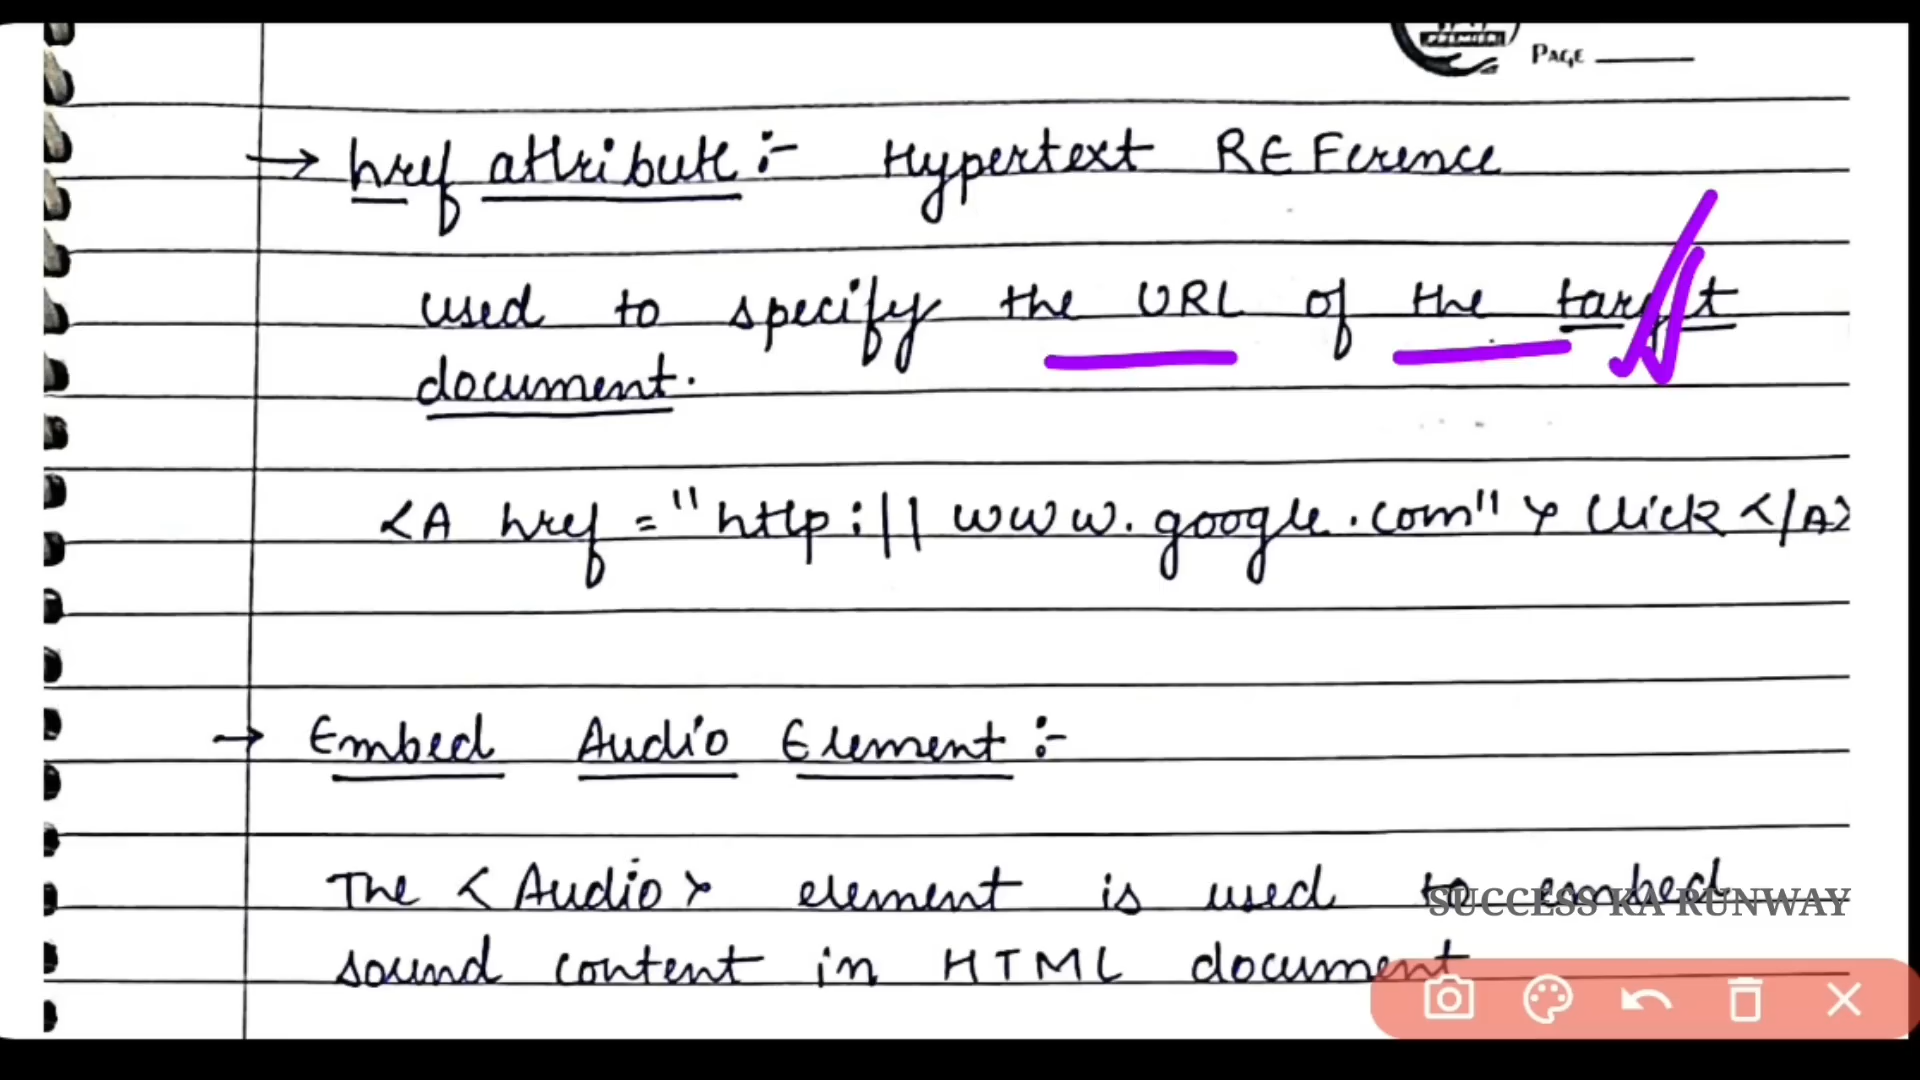 PREMIER
PAGE
→ href attribute :- Hypertext REFerence
used to specify the URL of the target
document.
<A href = "http://www.google.com"> Click </A>
→ Embed Audio Element :-
The <Audio> element is used to embed
SUCCESS KA RUNWAY
sound content in HTML document